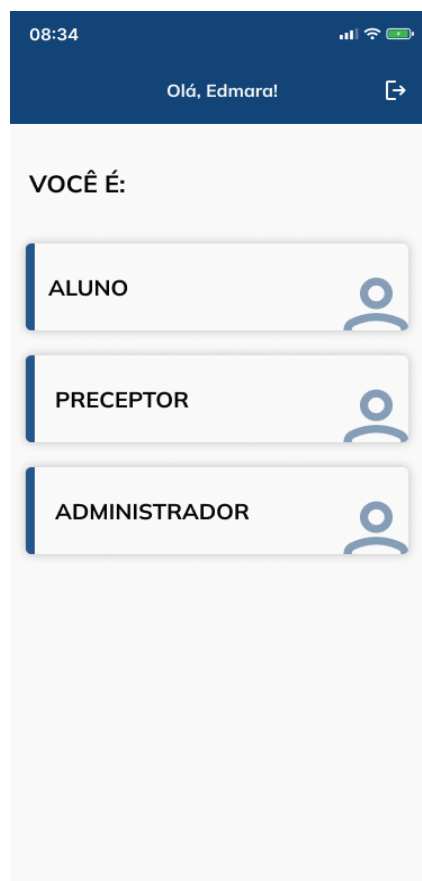 08:34
Olá, Edmara!
VOCÊ É:
ALUNO
PRECEPTOR
ADMINISTRADOR